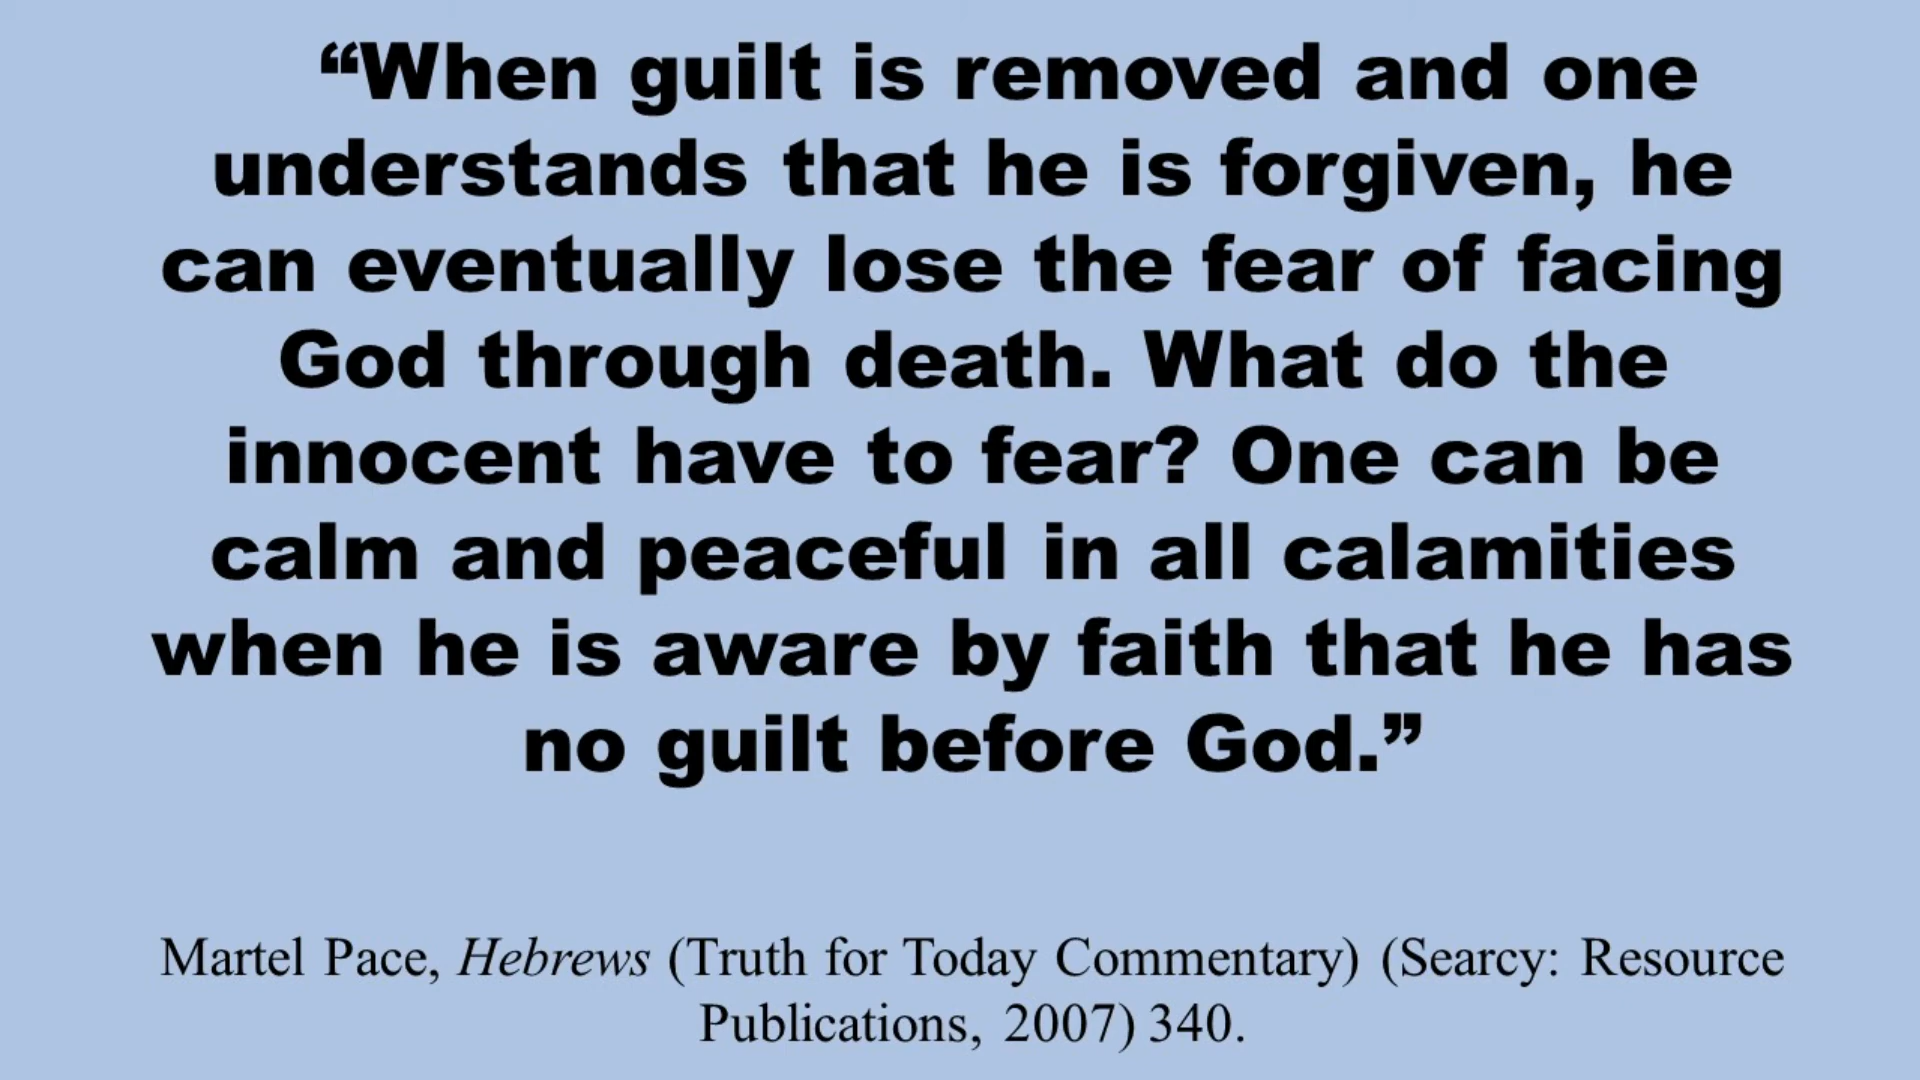 “When guilt is removed and one
understands that he is forgiven, he
can eventually lose the fear of facing
God through death. What do the
innocent have to fear? One can be
calm and peaceful in all calamities
when he is aware by faith that he has
no guilt before God.”
Martel Pace, Hebrews (Truth for Today Commentary) (Searcy: Resource
Publications, 2007) 340.